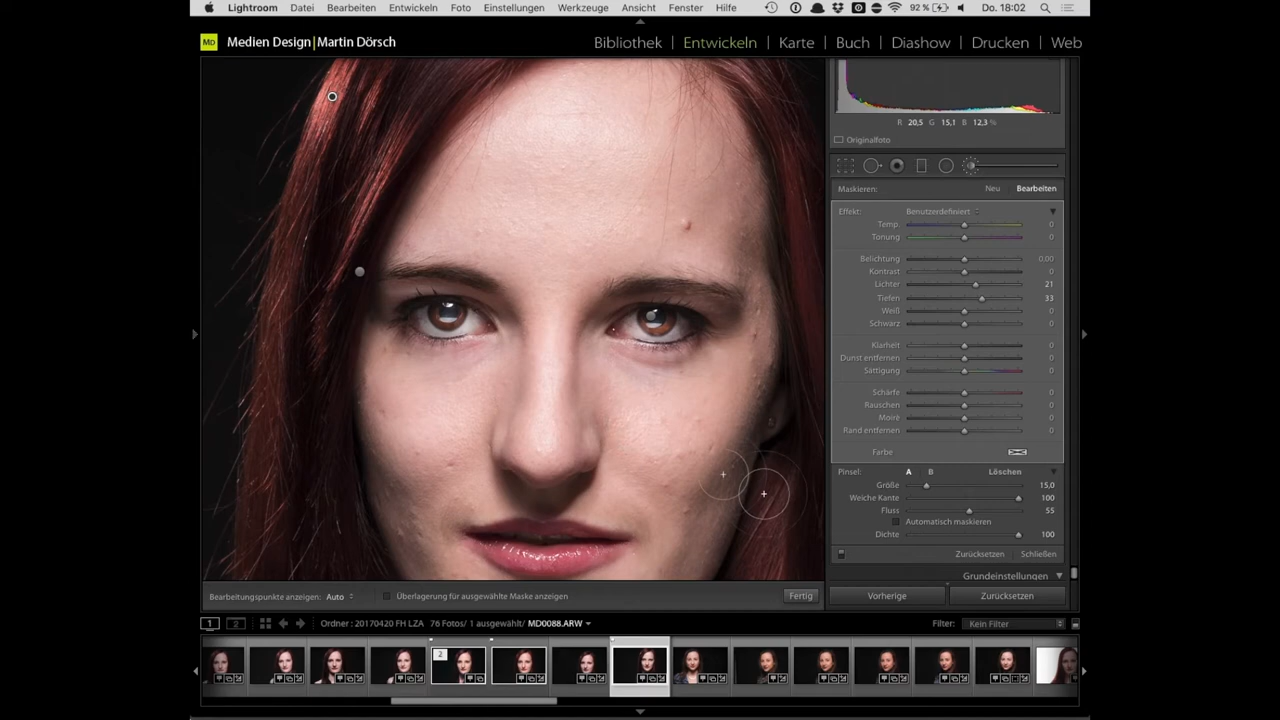 Lightroom Datei Bearbeiten Entwickeln Foto Einstellungen Werkzeuge Ansicht Fenster Hilfe 92 % Do. 18:02
MD Medien Design|Martin Dörsch Bibliothek Entwickeln Karte Buch Diashow Drucken Web
R 20,5 G 15,1 B 12,3 %
Originalfoto
Maskieren: Neu Bearbeiten
Effekt: Benutzerdefiniert
Temp. 0
Tonung 0
Belichtung 0,00
Kontrast 0
Lichter 21
Tiefen 33
Weiß 0
Schwarz 0
Klarheit 0
Dunst entfernen 0
Sättigung 0
Schärfe 0
Rauschen 0
Moiré 0
Rand entfernen 0
Farbe
Pinsel: A B Löschen
Größe 15,0
Weiche Kante 100
Fluss 55
Automatisch maskieren
Dichte 100
Zurücksetzen Schließen
Grundeinstellungen
Bearbeitungspunkte anzeigen: Auto Überlagerung für ausgewählte Maske anzeigen Fertig Vorherige Zurücksetzen
1 2 Ordner : 20170420 FH LZA 76 Fotos/ 1 ausgewählt/ MD0088.ARW Filter: Kein Filter
2